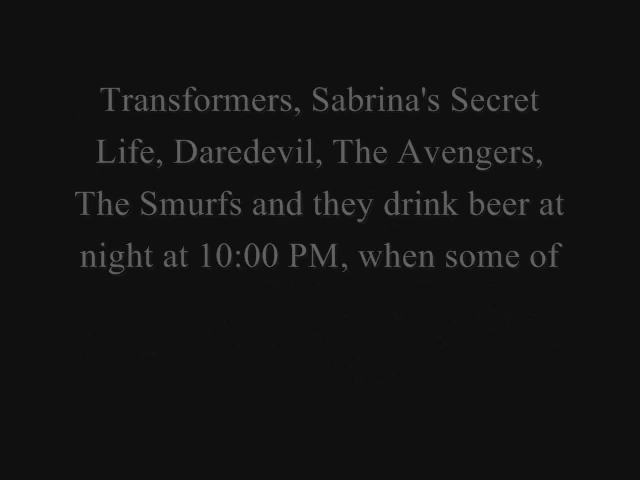 Transformers, Sabrina's Secret
Life, Daredevil, The Avengers,
The Smurfs and they drink beer at
night at 10:00 PM, when some of